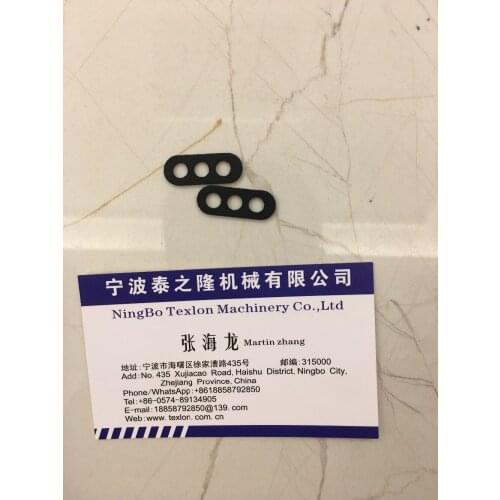 宁波泰之隆机械有限公司
NingBo Texlon Machinery Co.,Ltd
张海龙 Martin zhang
地址:宁波市海曙区徐家漕路435号 邮编:315000
Add:No. 435 Xujiacao Road, Haishu District, Ningbo City,
Zhejiang Province, China
Phone/WhatsApp:+8618858792850
Tel:+86-0574-89134905
E-mail:18858792850@139. com
Web:www. texlon. com. cn